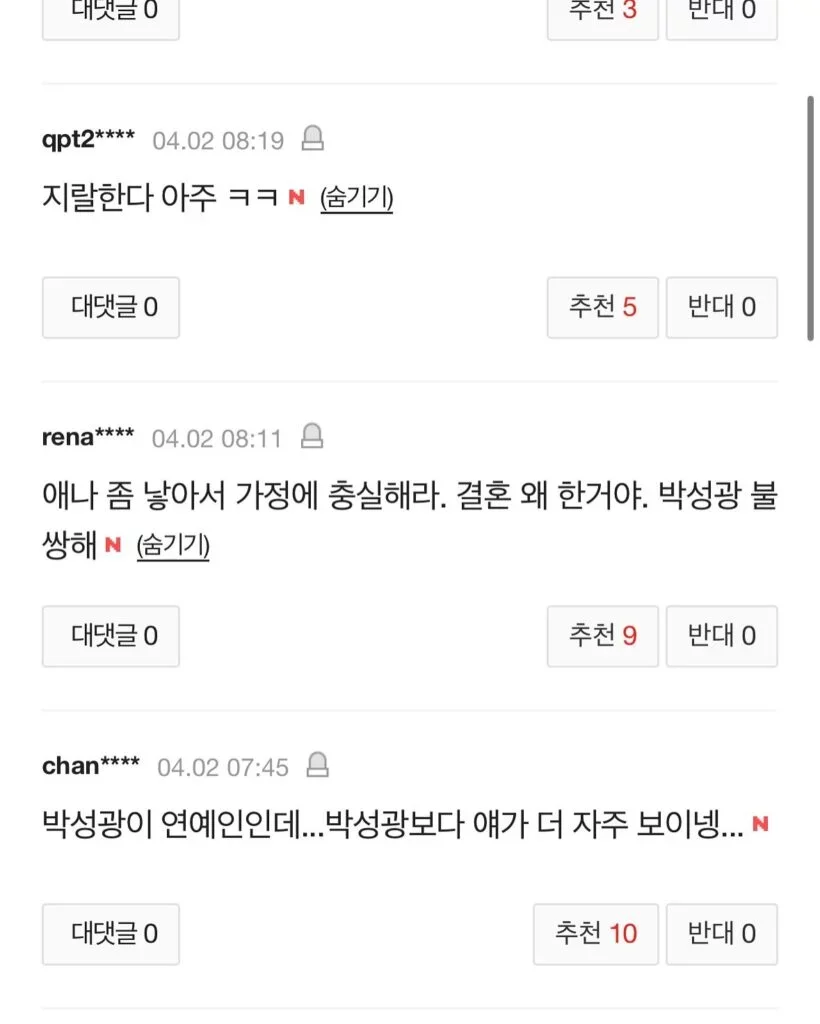 대댓글 0 추천 3 반대 0
qpt2**** 04.02 08:19
지랄한다 아주 ㅋㅋ N (숨기기)
대댓글 0 추천 5 반대 0
rena**** 04.02 08:11
애나 좀 낳아서 가정에 충실해라. 결혼 왜 한거야. 박성광 불
쌍해 N (숨기기)
대댓글 0 추천 9 반대 0
chan**** 04.02 07:45
박성광이 연예인인데...박성광보다 얘가 더 자주 보이넹... N
대댓글 0 추천 10 반대 0